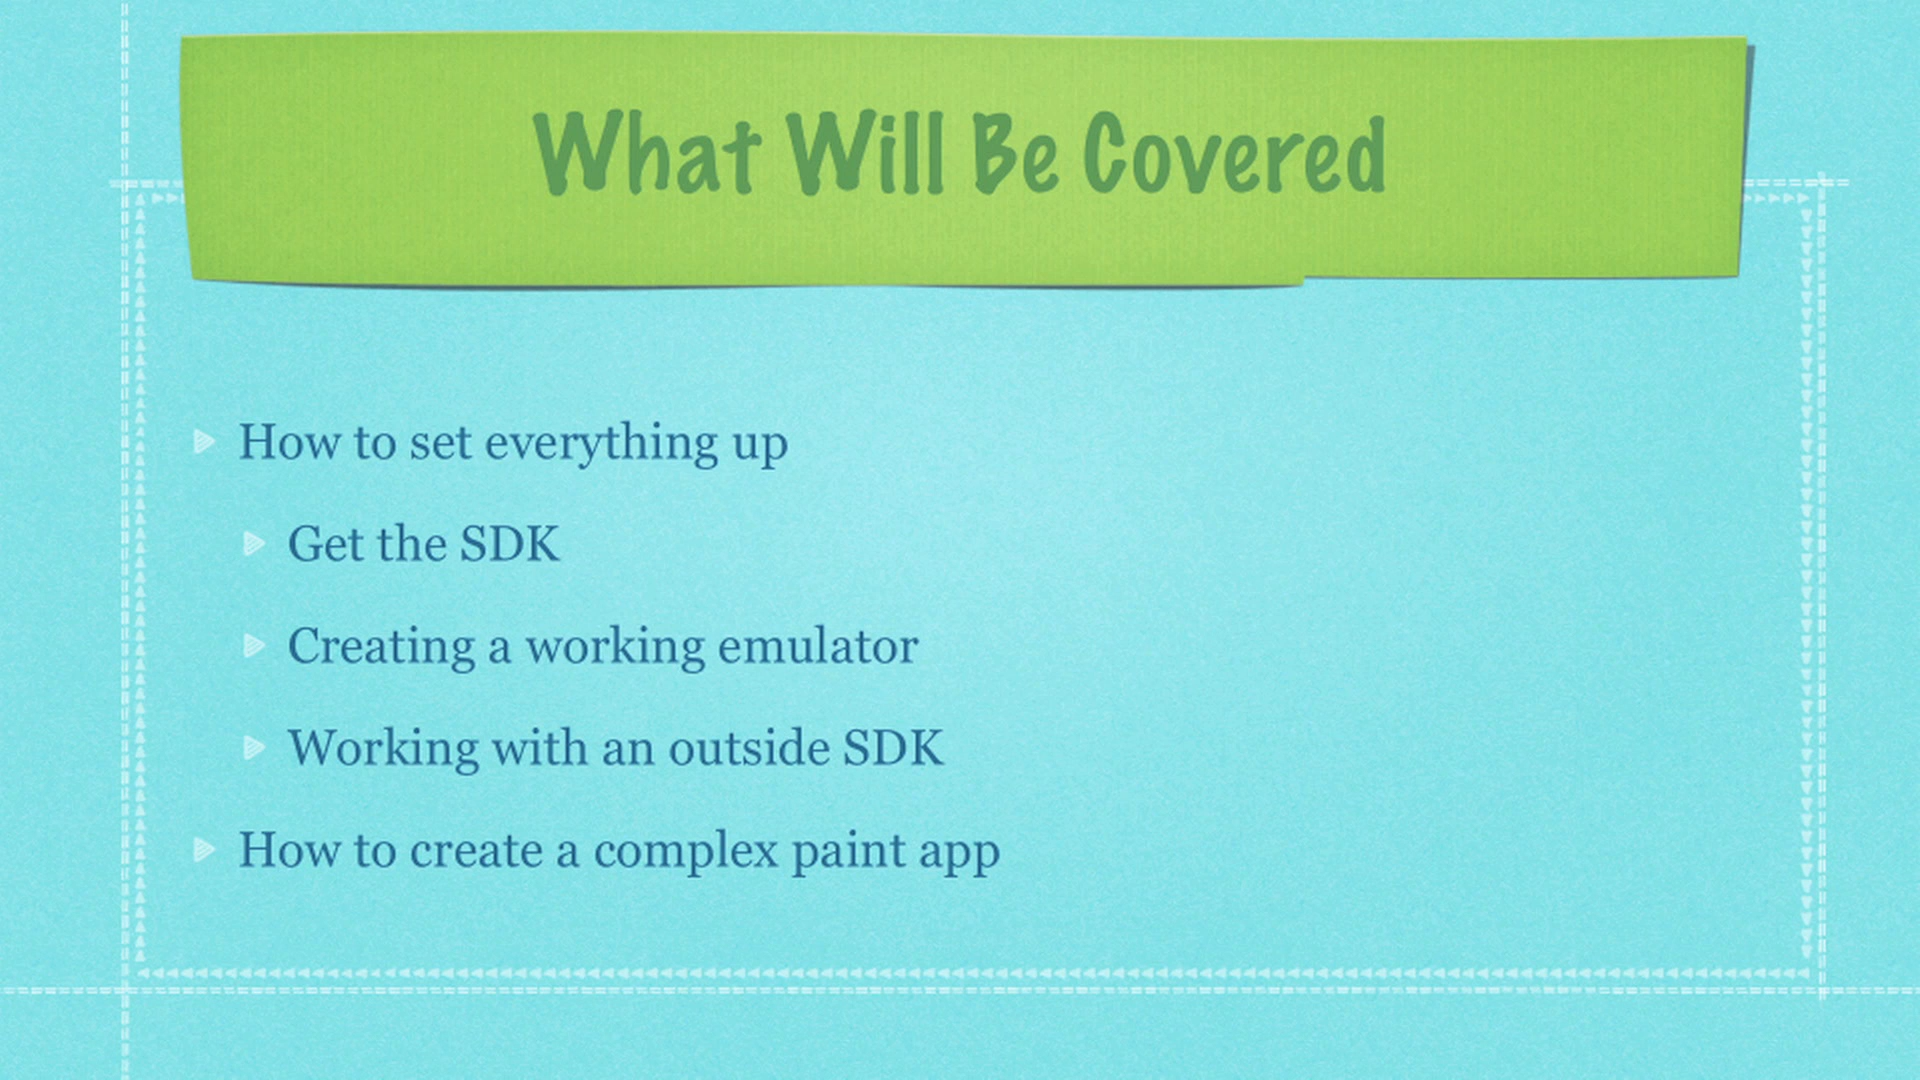 What Will Be Covered
How to set everything up
Get the SDK
Creating a working emulator
Working with an outside SDK
How to create a complex paint app